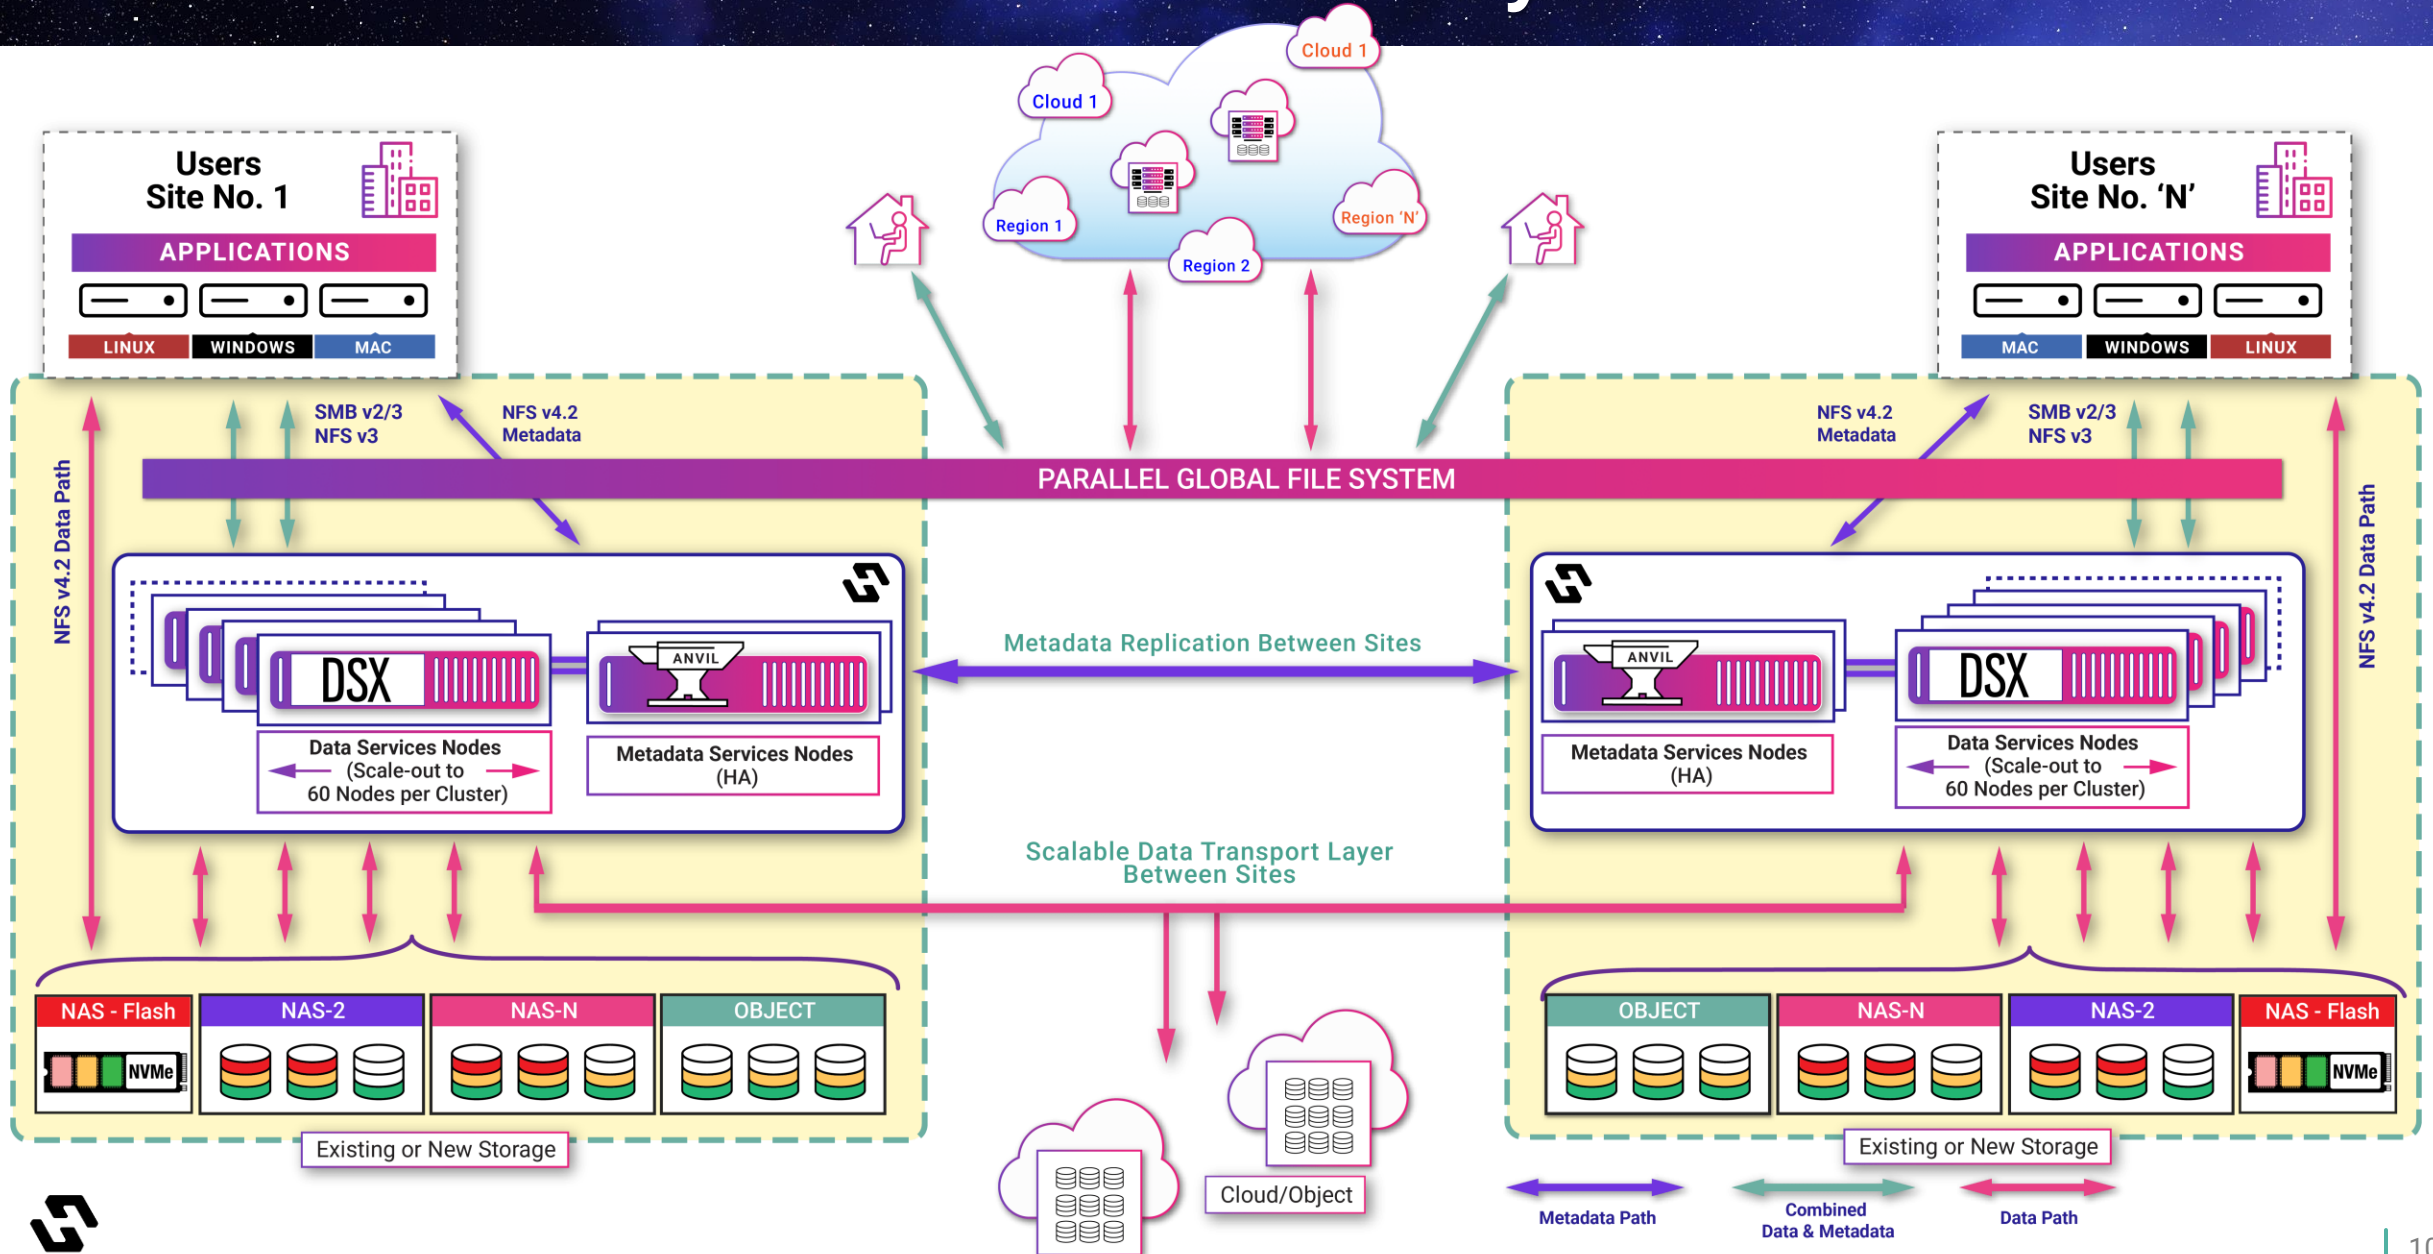 Cloud 1
Cloud 1
Region 1
Region 2
Region 'N'
Users
Site No. 1
APPLICATIONS
LINUX
WINDOWS
MAC
Users
Site No. ‘N’
APPLICATIONS
MAC
WINDOWS
LINUX
SMB v2/3
NFS v3
NFS v4.2
Metadata
NFS v4.2
Metadata
SMB v2/3
NFS v3
PARALLEL GLOBAL FILE SYSTEM
NFS v4.2 Data Path
NFS v4.2 Data Path
DSX
ANVIL
Data Services Nodes
(Scale-out to
60 Nodes per Cluster)
Metadata Services Nodes
(HA)
Metadata Replication Between Sites
ANVIL
DSX
Metadata Services Nodes
(HA)
Data Services Nodes
(Scale-out to
60 Nodes per Cluster)
Scalable Data Transport Layer
Between Sites
NAS - Flash
NAS-2
NAS-N
OBJECT
NVMe
Existing or New Storage
OBJECT
NAS-N
NAS-2
NAS - Flash
NVMe
Existing or New Storage
Cloud/Object
Metadata Path
Combined
Data & Metadata
Data Path